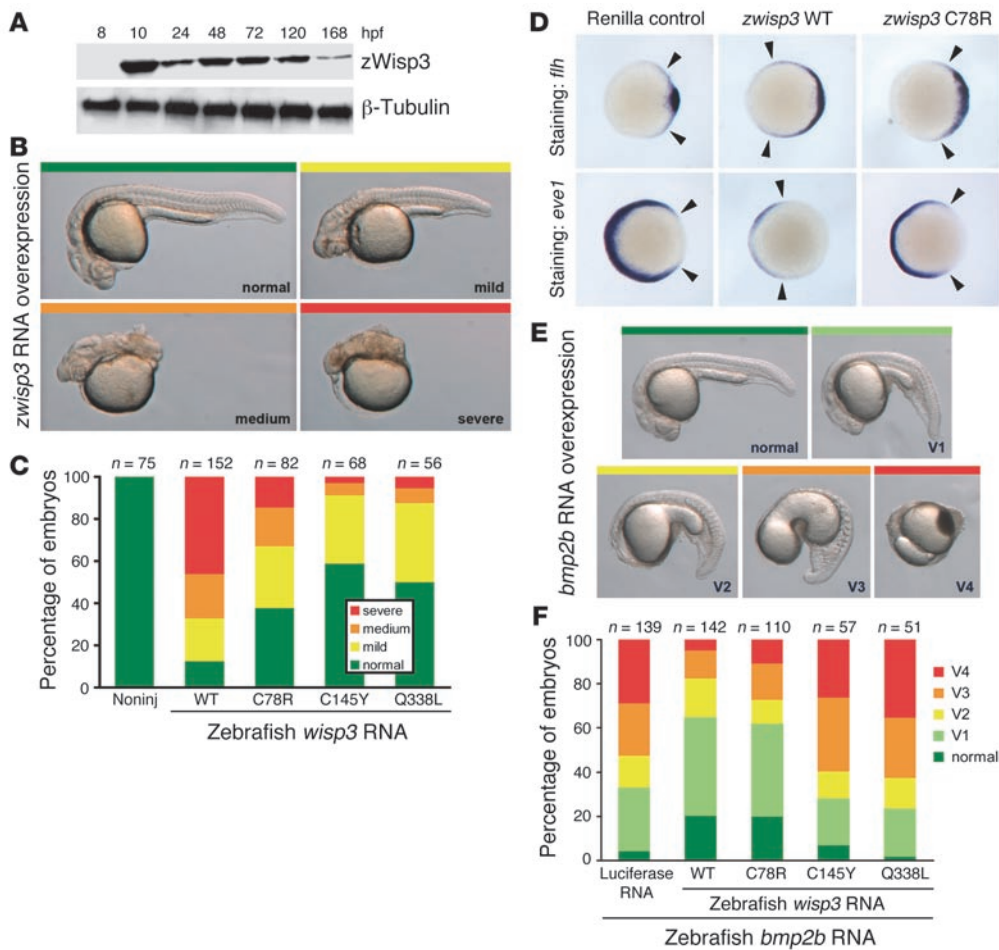 A
8 10 24 48 72 120 168 hpf
zWisp3
β-Tubulin
B
zwisp3 RNA overexpression
normal
mild
medium
severe
C
n = 75 n = 152 n = 82 n = 68 n = 56
Percentage of embryos
100
80
60
40
20
0
severe
medium
mild
normal
Noninj WT C78R C145Y Q338L
Zebrafish wisp3 RNA
D
Renilla control zwisp3 WT zwisp3 C78R
Staining: flh
Staining: eve1
E
bmp2b RNA overexpression
normal
V1
V2
V3
V4
F
n = 139 n = 142 n = 110 n = 57 n = 51
Percentage of embryos
100
80
60
40
20
0
V4
V3
V2
V1
normal
Luciferase
RNA
WT C78R C145Y Q338L
Zebrafish wisp3 RNA
Zebrafish bmp2b RNA